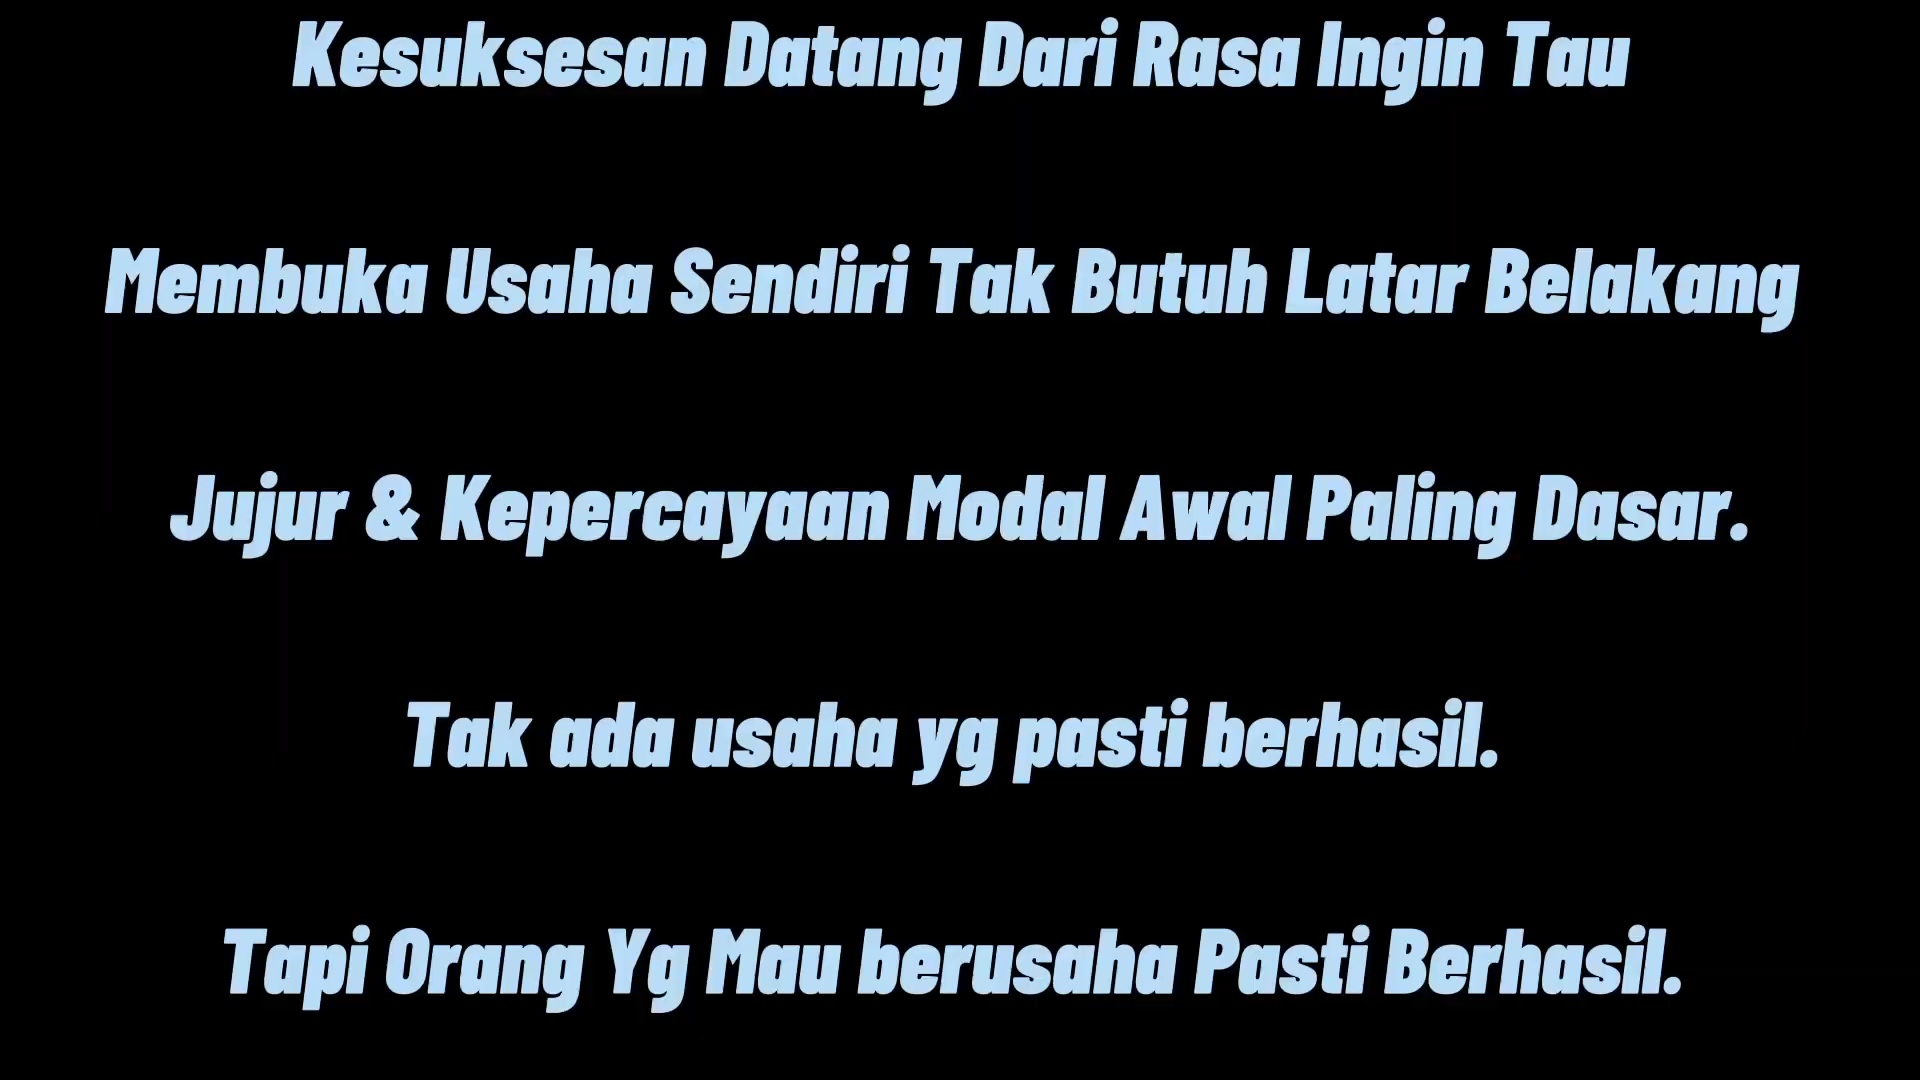 Kesuksesan Datang Dari Rasa Ingin Tau
Membuka Usaha Sendiri Tak Butuh Latar Belakang
Jujur & Kepercayaan Modal Awal Paling Dasar.
Tak ada usaha yg pasti berhasil.
Tapi Orang Yg Mau berusaha Pasti Berhasil.